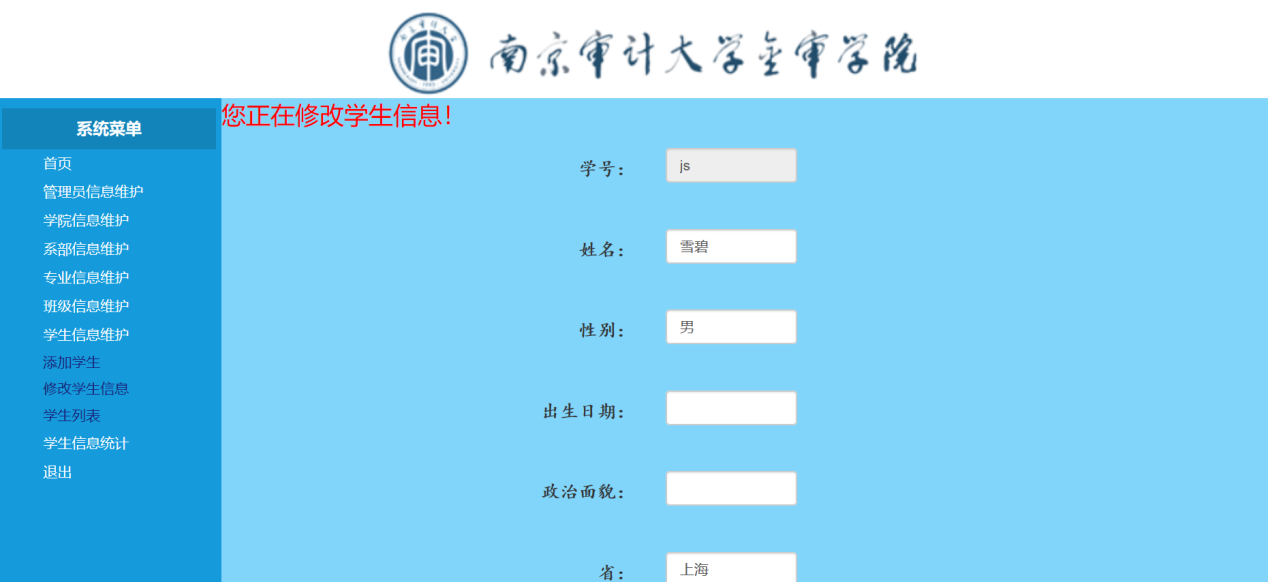 南京审计大学金审学院
系统菜单
首页
管理员信息维护
学院信息维护
系部信息维护
专业信息维护
班级信息维护
学生信息维护
添加学生
修改学生信息
学生列表
学生信息统计
退出
您正在修改学生信息！
学号： js
姓名： 雪碧
性别： 男
出生日期：
政治面貌：
省： 上海